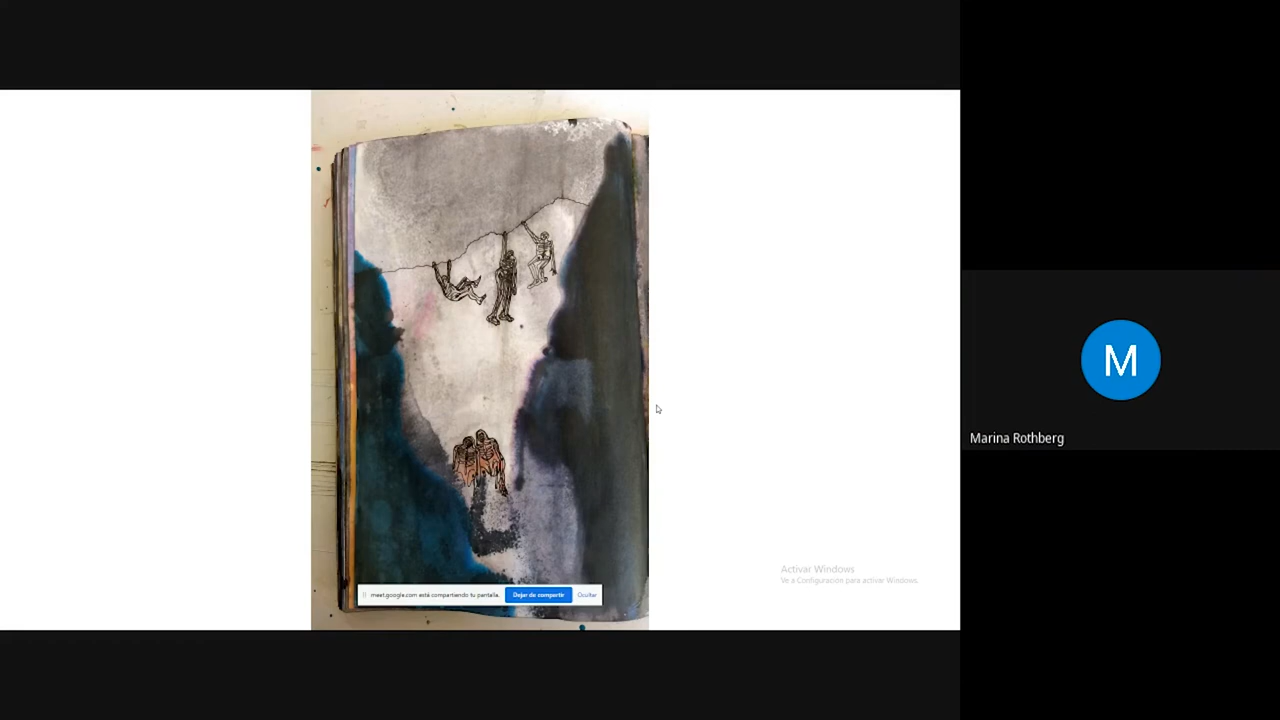 M
Marina Rothberg
Activar Windows
Ve a Configuración para activar Windows.
meet.google.com está compartiendo tu pantalla.
Dejar de compartir
Ocultar